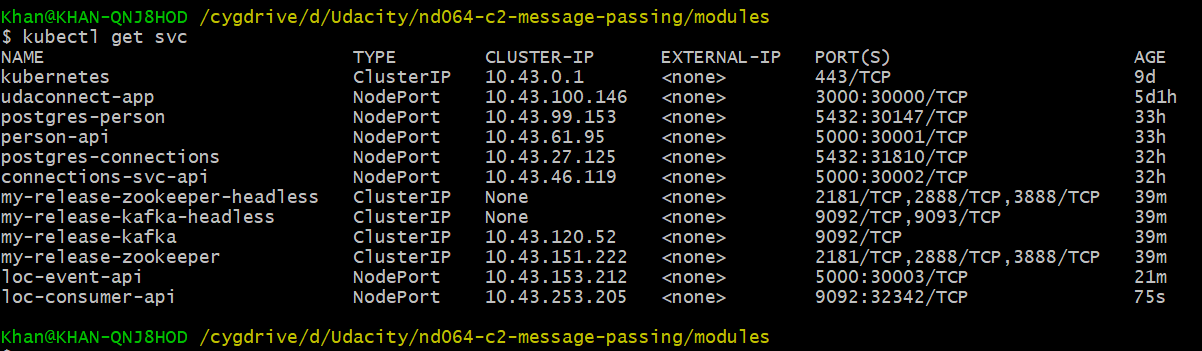 Khan@KHAN-QNJ8HOD /cygdrive/d/Udacity/nd064-c2-message-passing/modules
$ kubectl get svc
NAME TYPE CLUSTER-IP EXTERNAL-IP PORT(S) AGE
kubernetes ClusterIP 10.43.0.1 <none> 443/TCP 9d
udaconnect-app NodePort 10.43.100.146 <none> 3000:30000/TCP 5d1h
postgres-person NodePort 10.43.99.153 <none> 5432:30147/TCP 33h
person-api NodePort 10.43.61.95 <none> 5000:30001/TCP 33h
postgres-connections NodePort 10.43.27.125 <none> 5432:31810/TCP 32h
connections-svc-api NodePort 10.43.46.119 <none> 5000:30002/TCP 32h
my-release-zookeeper-headless ClusterIP None <none> 2181/TCP,2888/TCP,3888/TCP 39m
my-release-kafka-headless ClusterIP None <none> 9092/TCP,9093/TCP 39m
my-release-kafka ClusterIP 10.43.120.52 <none> 9092/TCP 39m
my-release-zookeeper ClusterIP 10.43.151.222 <none> 2181/TCP,2888/TCP,3888/TCP 39m
loc-event-api NodePort 10.43.153.212 <none> 5000:30003/TCP 21m
loc-consumer-api NodePort 10.43.253.205 <none> 9092:32342/TCP 75s
Khan@KHAN-QNJ8HOD /cygdrive/d/Udacity/nd064-c2-message-passing/modules